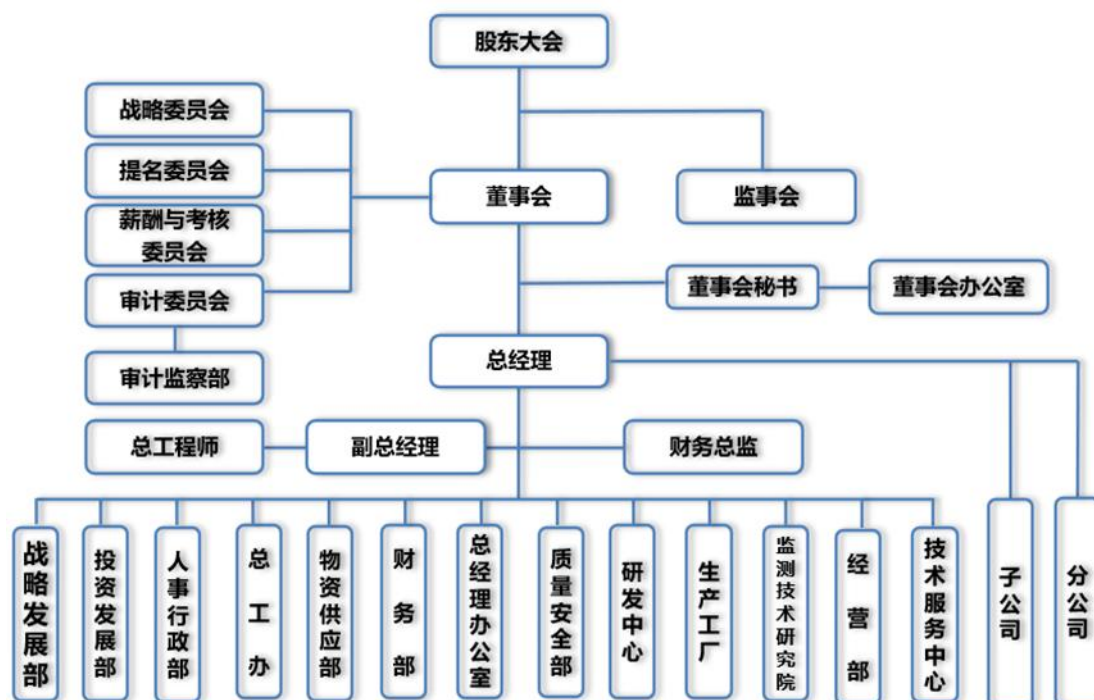 股东大会
战略委员会
提名委员会
董事会
监事会
薪酬与考核
委员会
审计委员会
董事会秘书
董事会办公室
总经理
审计监察部
总工程师
副总经理
财务总监
战略发展部
投资发展部
人事行政部
总工办
物资供应部
财务部
总经理办公室
质量安全部
研发中心
生产工厂
监测技术研究院
经营部
技术服务中心
子公司
分公司